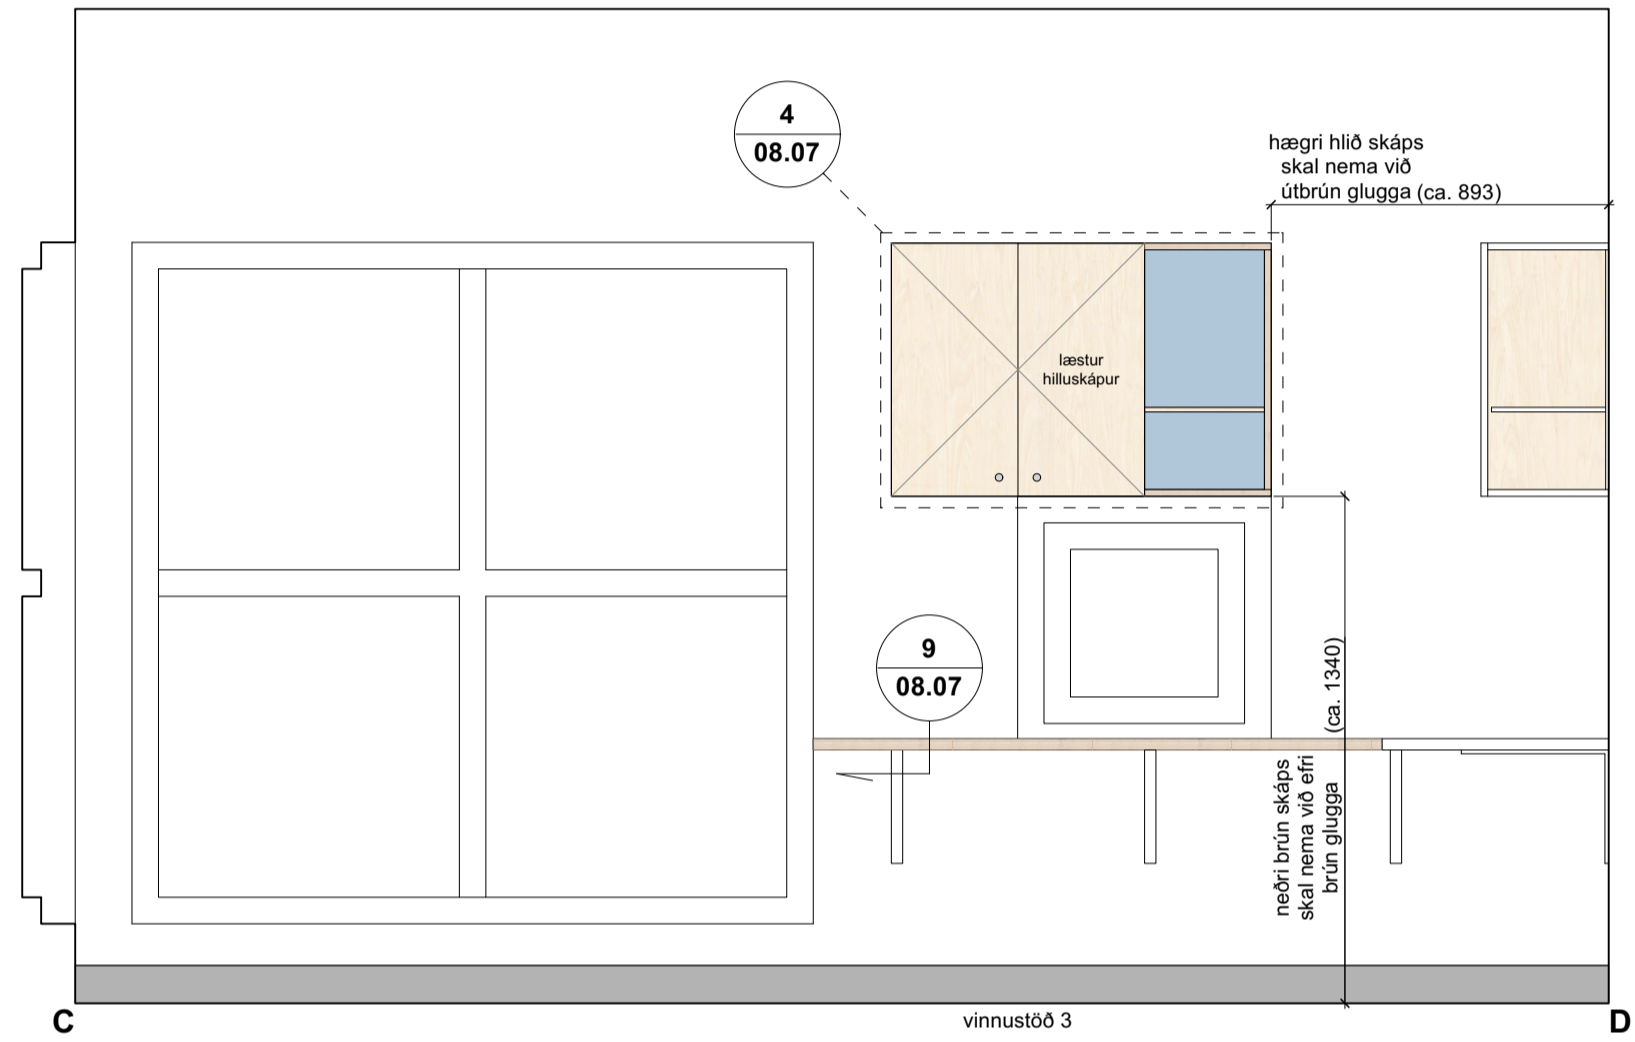 4
08.07
hægri hlið skáps
skal nema við
útbrún glugga (ca. 893)
læstur
hilluskápur
9
08.07
(ca. 1340)
neðri brún skáps
skal nema við efri
brún glugga
C
vinnustöð 3
D